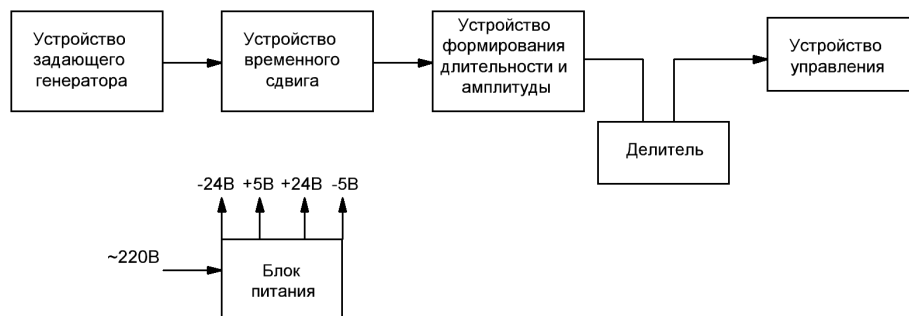 Устройство
задающего
генератора
Устройство
временного
сдвига
Устройство
формирования
длительности и
амплитуды
Устройство
управления
Делитель
-24В +5В +24В -5В
~220В
Блок
питания